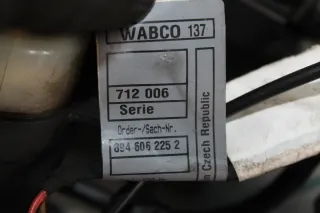 WABCO 137
712 006
Serie
Order-/Sach-Nr.
894 606 225 2
n Czech Republic